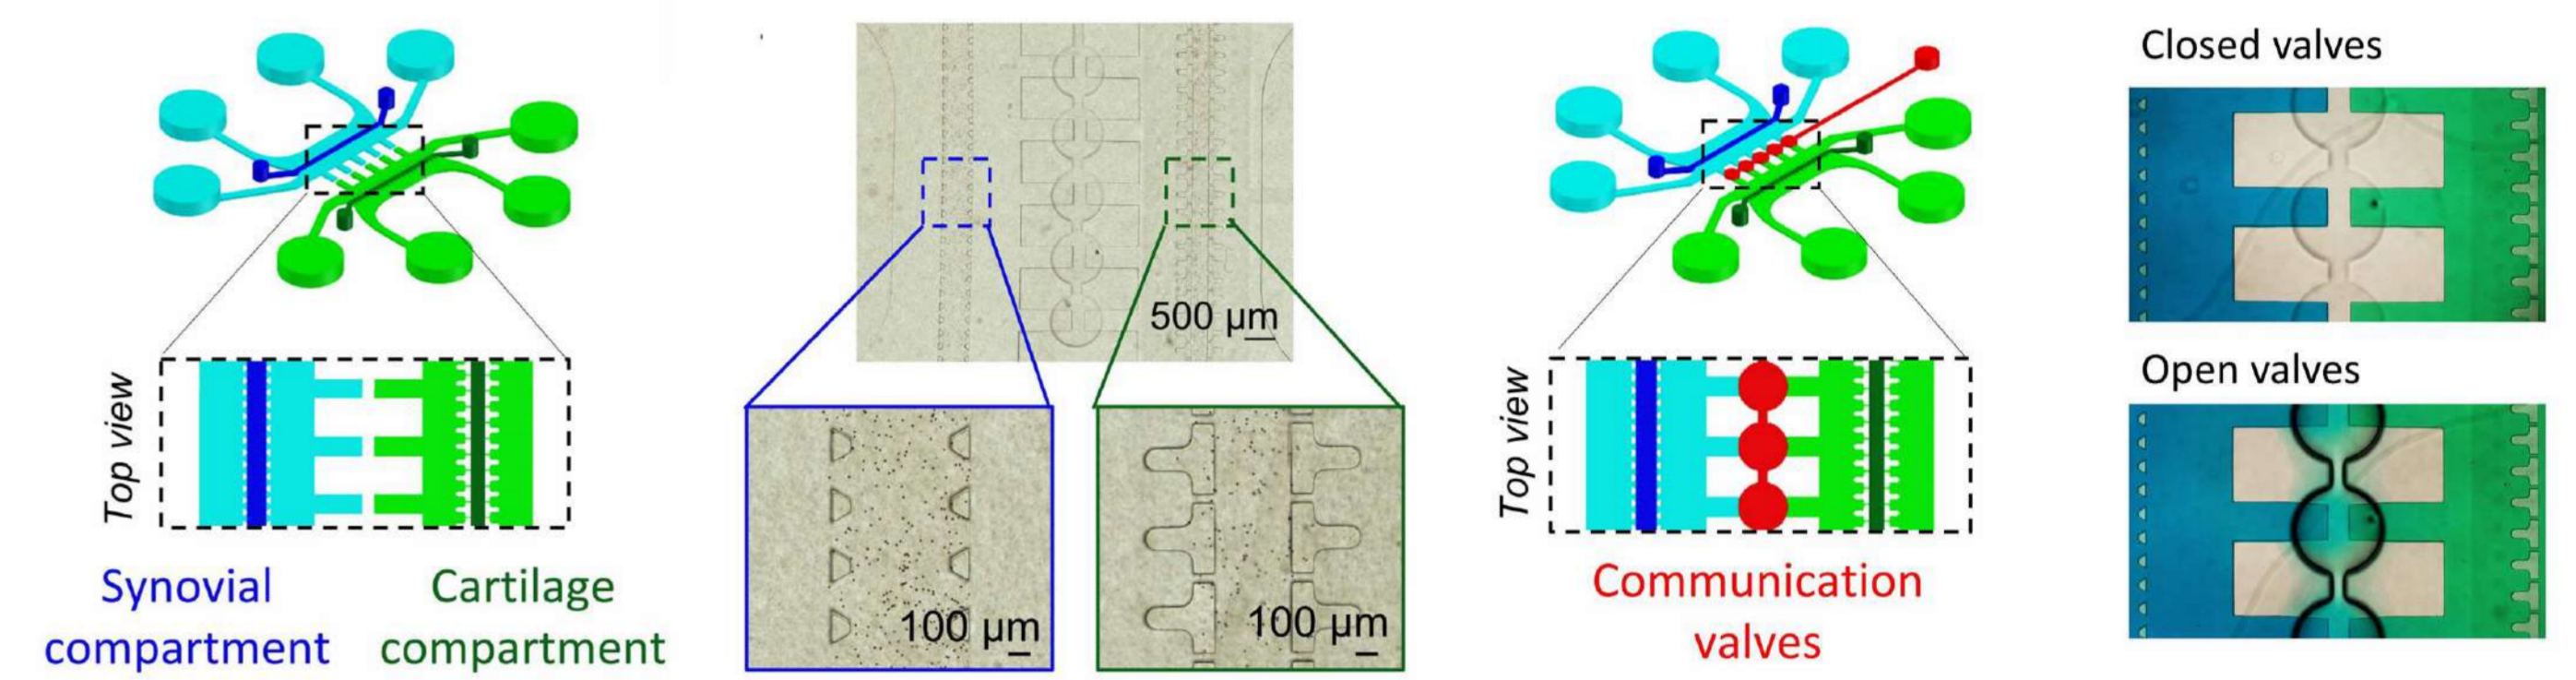 Top view
Synovial
compartment
Cartilage
compartment
500 µm
100 µm
100 µm
Top view
Communication
valves
Closed valves
Open valves